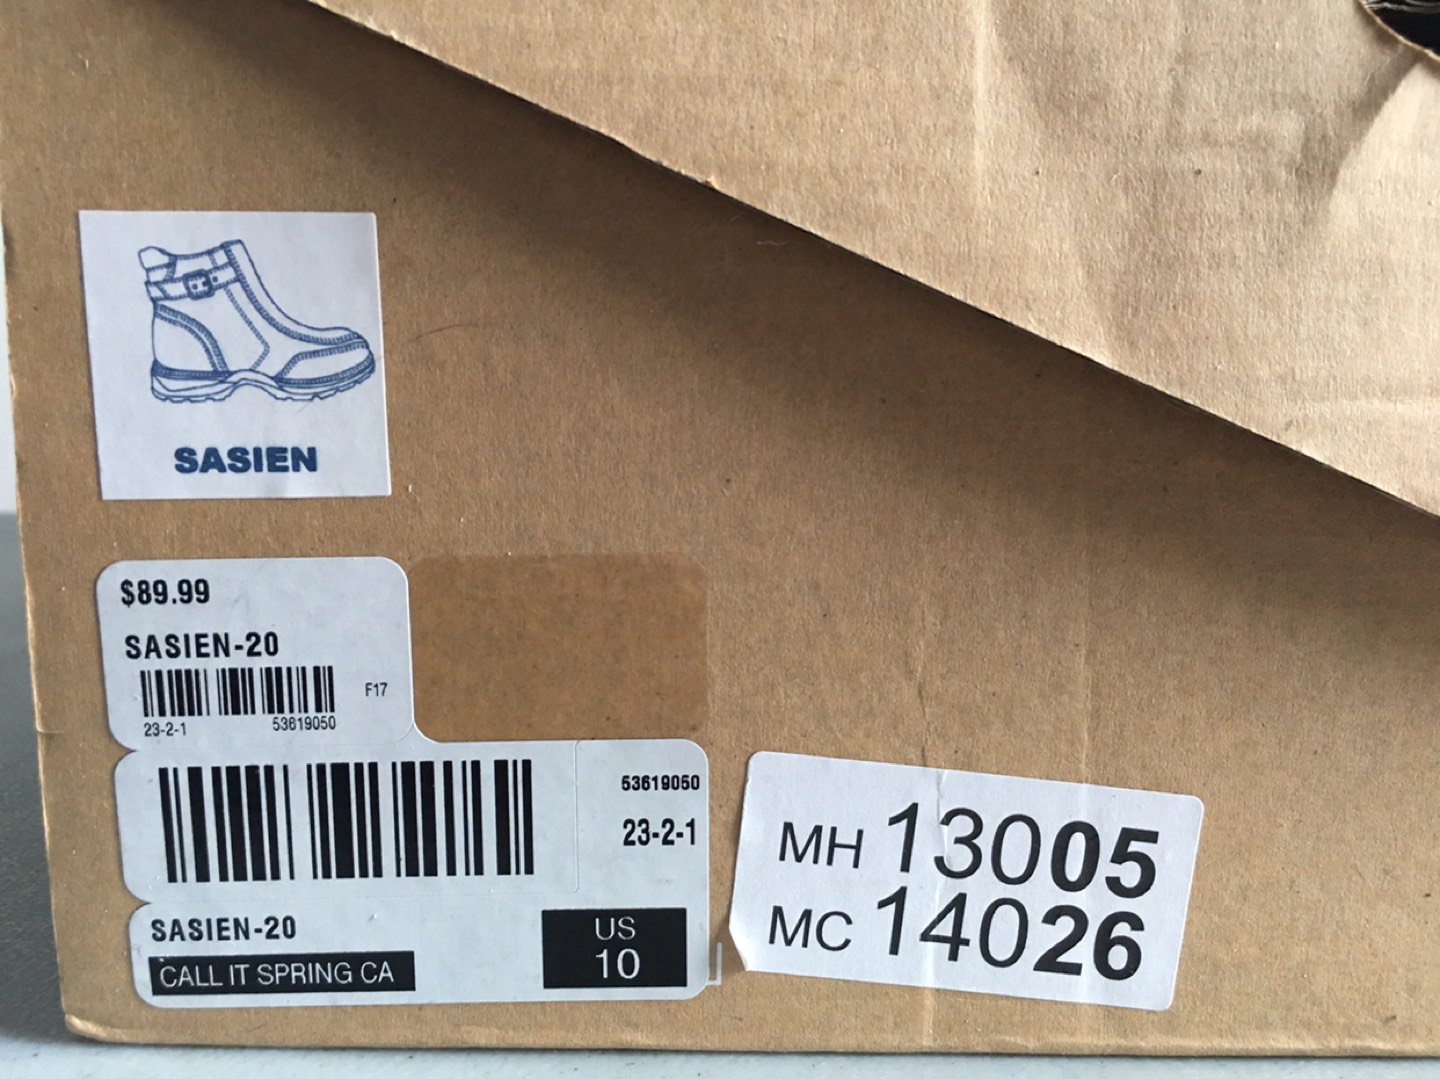 SASIEN
$89.99
SASIEN-20
F17
23-2-1 53619050
53619050
23-2-1
SASIEN-20
US
10
CALL IT SPRING CA
MH 13005
MC 14026